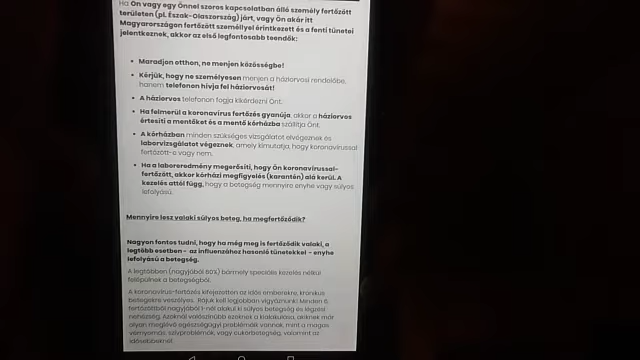 Ha Ön vagy egy Önnel szoros kapcsolatban álló személy fertőzött
területen (pl. Észak-Olaszország) járt, vagy Ön akár itt
Magyarországon fertőzött személlyel érintkezett és a fenti tünetei
jelentkeznek, akkor az első legfontosabb teendők:
• Maradjon otthon, ne menjen közösségbe!
• Kérjük, hogy ne személyesen menjen a háziorvosi rendelőbe,
hanem telefonon hívja fel háziorvosát!
• A háziorvos telefonon fogja kikérdezni Önt.
• Ha felmerül a koronavírus fertőzés gyanúja, akkor a háziorvos
értesíti a mentőket és a mentő kórházba szállítja Önt.
• A kórházban minden szükséges vizsgálatot elvégeznek és
laborvizsgálatot végeznek, amely kimutatja, hogy koronavírussal
fertőzött-e vagy nem.
• Ha a laboreredmény megerősíti, hogy Ön koronavírussal-
fertőzött, akkor kórházi megfigyelés (karantén) alá kerül. A
kezelés attól függ, hogy a betegség mennyire enyhe vagy súlyos
lefolyású.
Mennyire lesz valaki súlyos beteg, ha megfertőződik?
Nagyon fontos tudni, hogy ha még meg is fertőződik valaki, a
legtöbb esetben - az influenzához hasonló tünetekkel - enyhe
lefolyású a betegség.
A legtöbben (nagyjából 80%) bármely speciális kezelés nélkül
felépülnek a betegségből.
A koronavírus-fertőzés kifejezetten az idős emberekre, krónikus
betegekre veszélyes. Rájuk kell legjobban vigyáznunk! Minden 6.
fertőzöttből nagyjából 1-nél alakul ki súlyos betegség és légzési
nehézség. Azoknál valószínűbb ezeknek a kialakulása, akiknek már
olyan meglévő egészségügyi problémáik vannak, mint a magas
vérnyomás, szívproblémák, vagy cukorbetegség, valamint az
idősebbeknél.